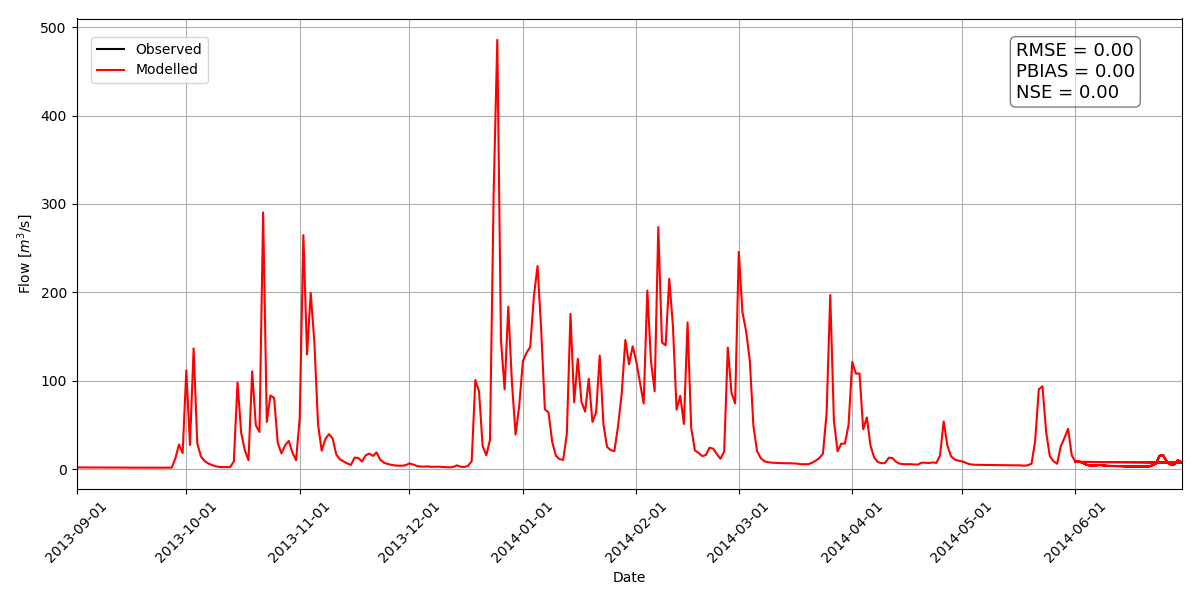 500
400
300
200
100
0
Flow [m³/s]
Observed
Modelled
RMSE = 0.00
PBIAS = 0.00
NSE = 0.00
2013-09-01
2013-10-01
2013-11-01
2013-12-01
2014-01-01
2014-02-01
2014-03-01
2014-04-01
2014-05-01
2014-06-01
Date